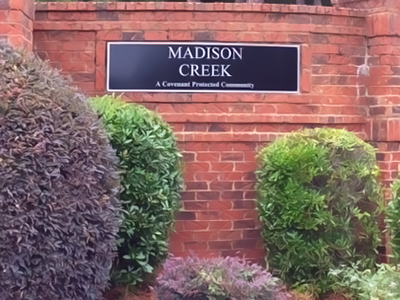 MADISON
CREEK
A Covenant Protected Community